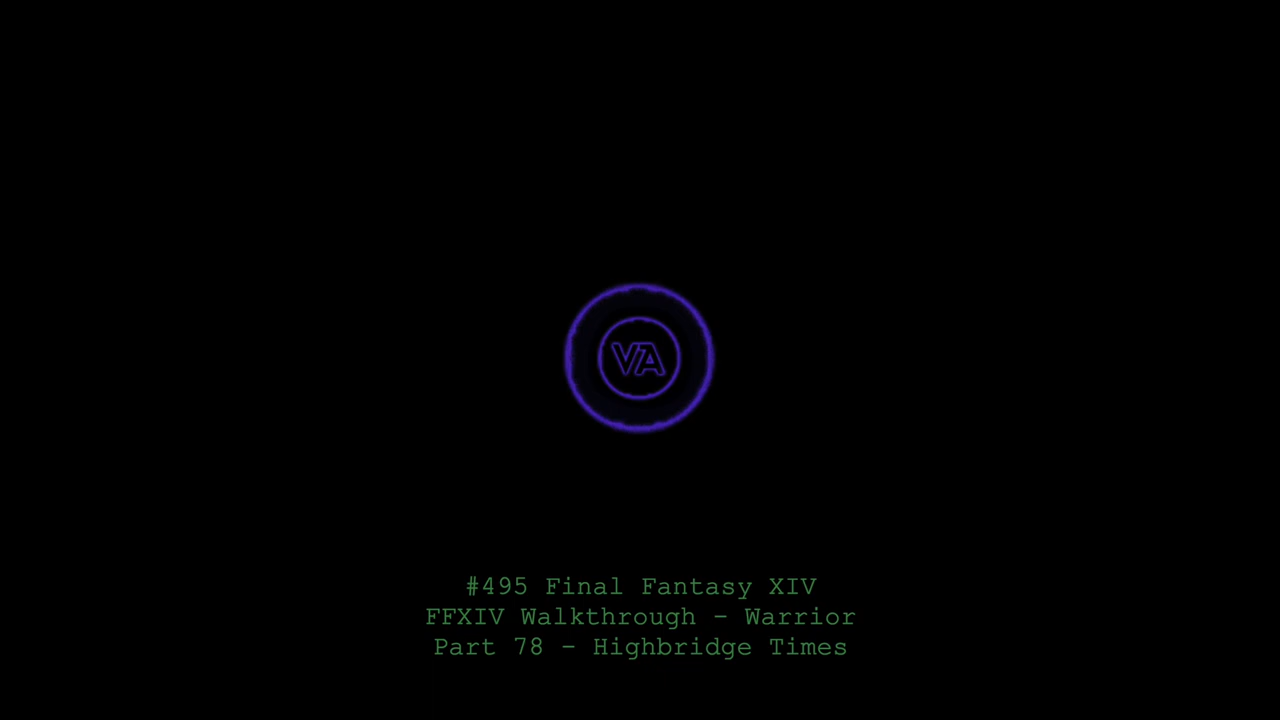 VA
#495 Final Fantasy XIV
FFXIV Walkthrough - Warrior
Part 78 - Highbridge Times